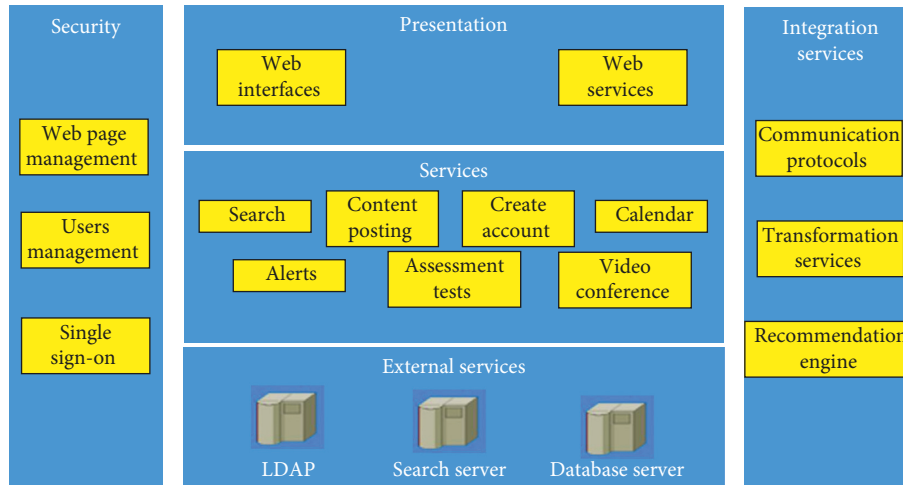 Security
Web page
management
Users
management
Single
sign-on
Presentation
Web
interfaces
Web
services
Services
Search
Content
posting
Create
account
Calendar
Alerts
Assessment
tests
Video
conference
External services
LDAP
Search server
Database server
Integration
services
Communication
protocols
Transformation
services
Recommendation
engine